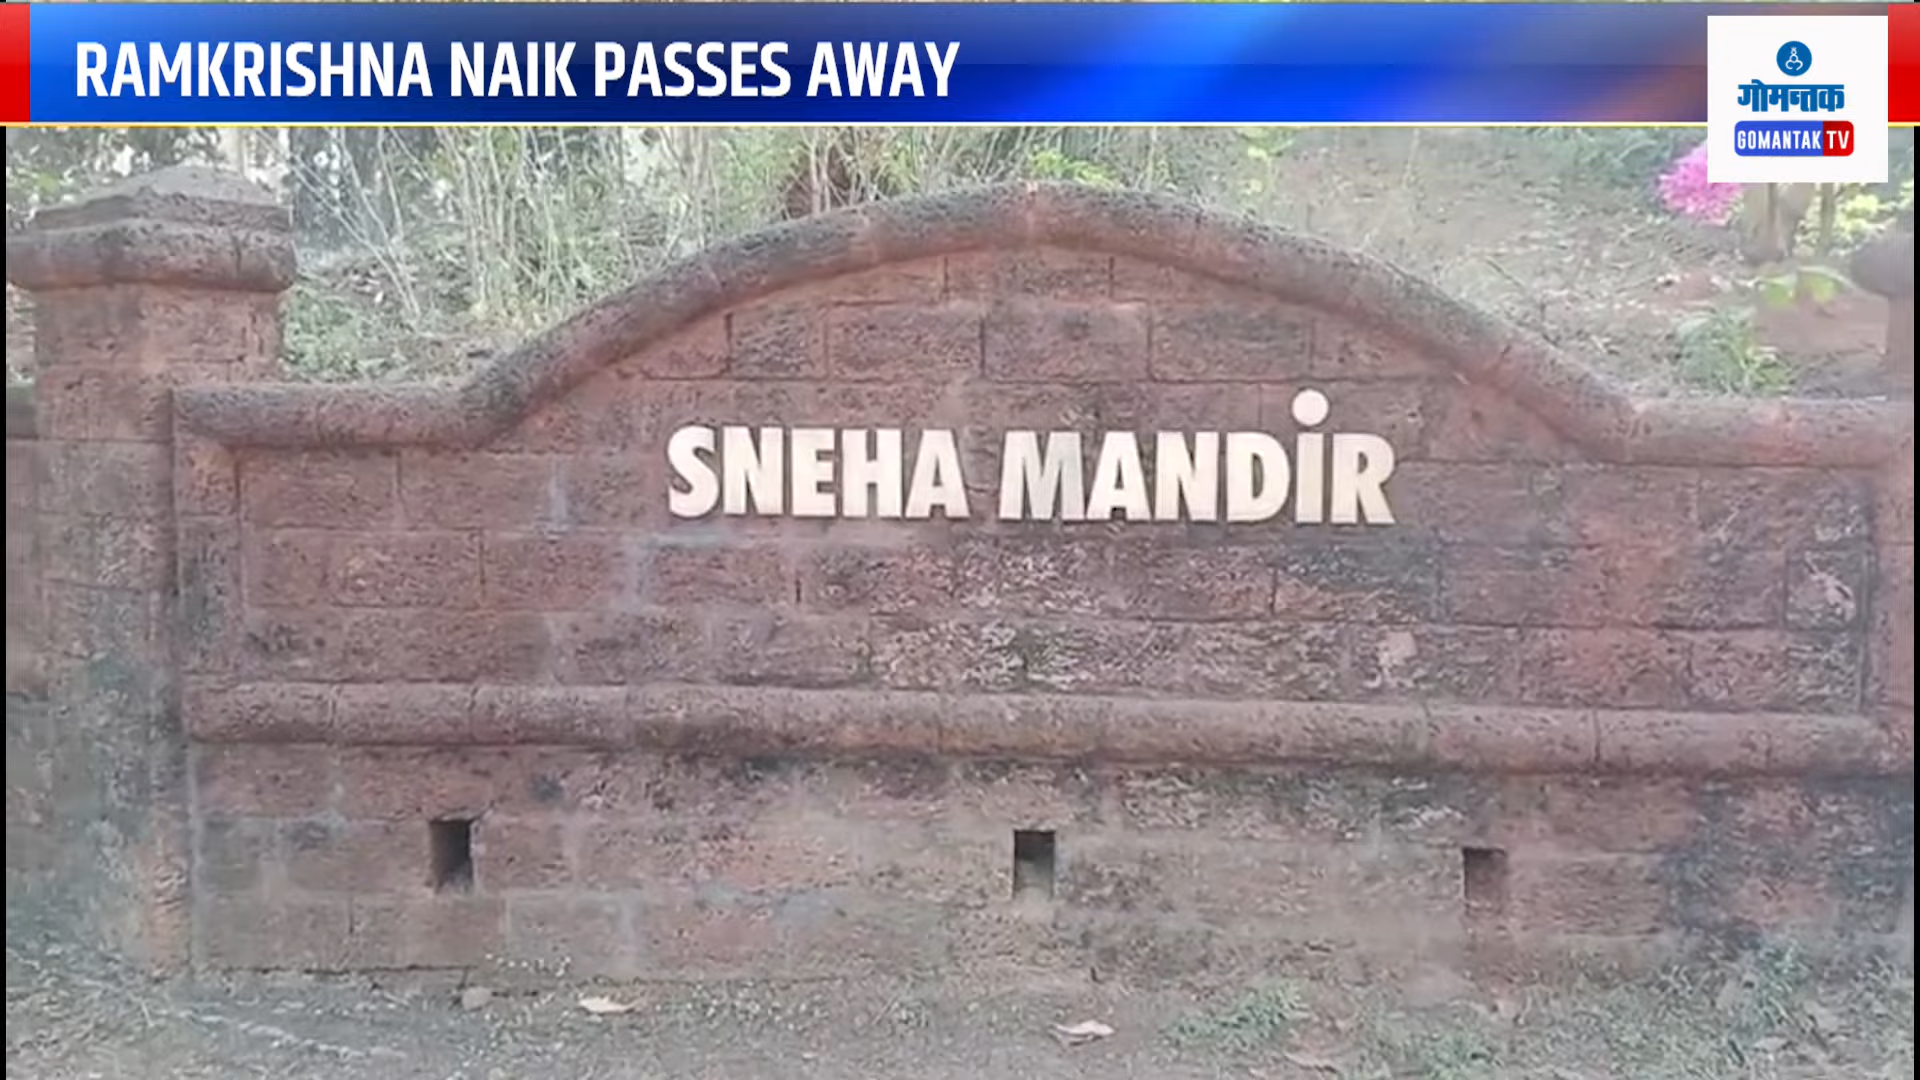 RAMKRISHNA NAIK PASSES AWAY
गोमन्तक
GOMANTAK TV
SNEHA MANDIR